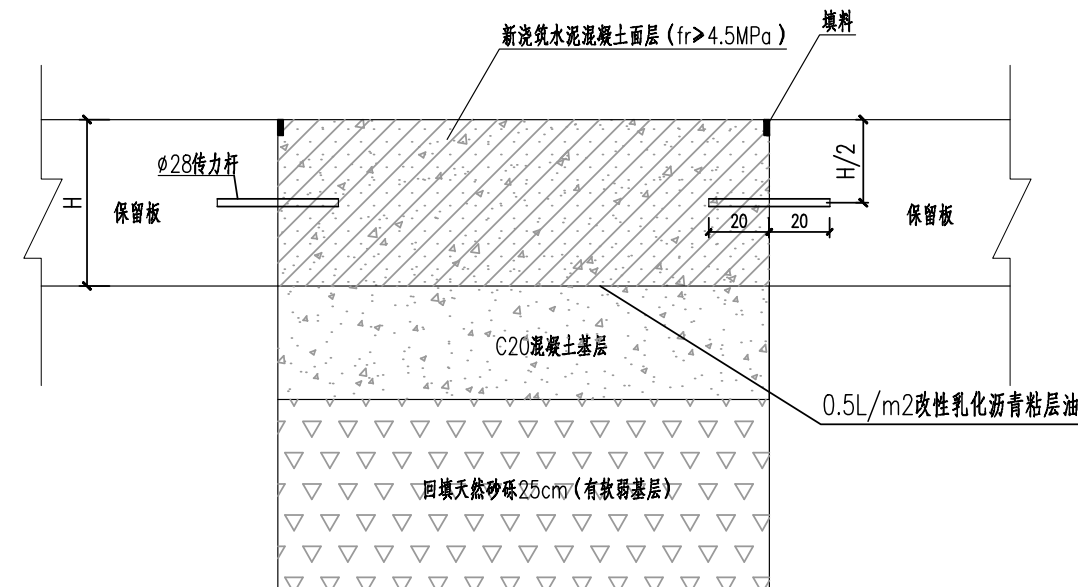 新浇筑水泥混凝土面层（fr≥4.5MPa）
填料
ϕ28传力杆
H
H/2
保留板
保留板
20
20
C20混凝土基层
0.5L/m2改性乳化沥青粘层油
回填天然砂砾25cm（有软弱基层）